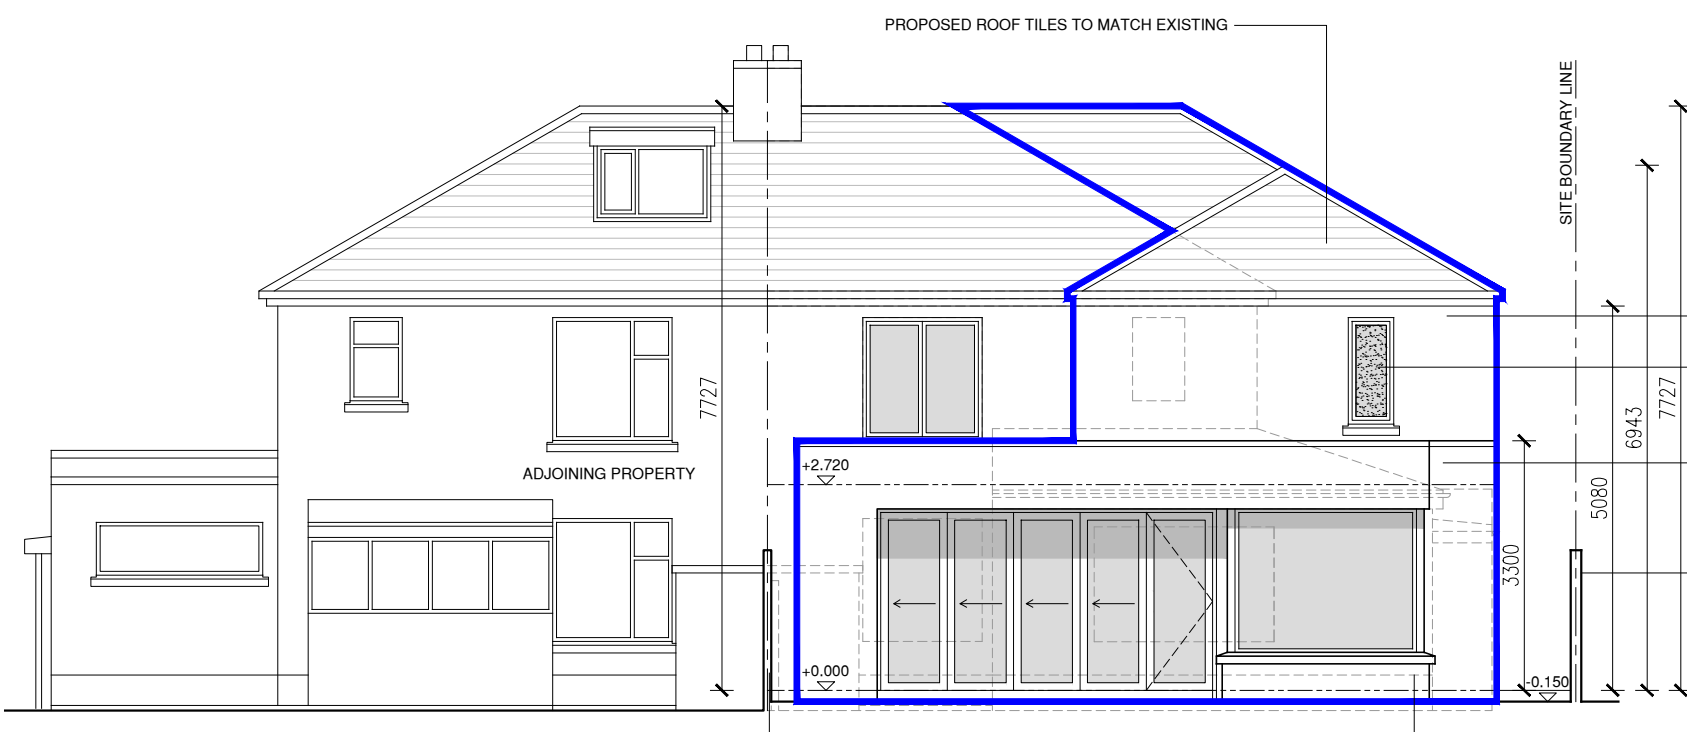 PROPOSED ROOF TILES TO MATCH EXISTING
SITE BOUNDARY LINE
7727
7727
6943
5080
ADJOINING PROPERTY
+2.720
3300
+0.000
-0.150